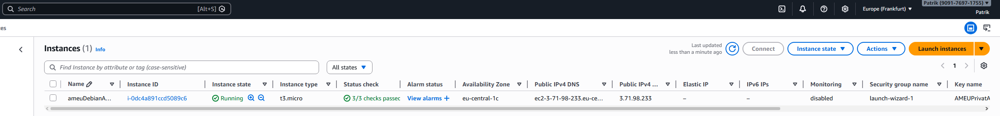 Search [Alt+S] Europe (Frankfurt) Patrik (9091-7697-1755)
Patrik
ces
Instances (1) Info
Last updated
less than a minute ago
Connect Instance state Actions Launch instances
Find Instance by attribute or tag (case-sensitive) All states 1
Name Instance ID Instance state Instance type Status check Alarm status Availability Zone Public IPv4 DNS Public IPv4 ... Elastic IP IPv6 IPs Monitoring Security group name Key name
ameuDebianA... i-0dc4a891ccd5089c6 Running t3.micro 3/3 checks passec View alarms + eu-central-1c ec2-3-71-98-233.eu-ce... 3.71.98.233 – – disabled launch-wizard-1 AMEUPrivatA